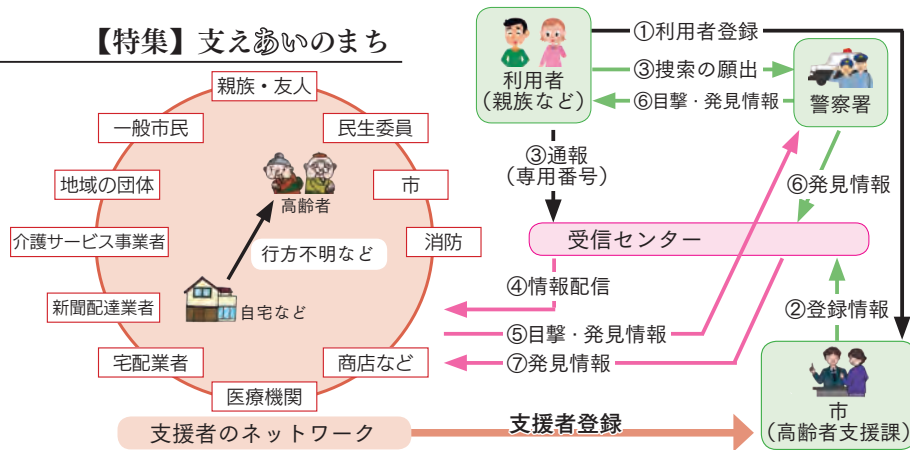 【特集】支えあいのまち
親族・友人
一般市民
民生委員
地域の団体
市
高齢者
介護サービス事業者
消防
行方不明など
新聞配達業者
自宅など
宅配業者
商店など
医療機関
支援者のネットワーク
支援者登録
利用者
(親族など)
①利用者登録
③捜索の願出
⑥目撃・発見情報
警察署
③通報
(専用番号)
⑥発見情報
受信センター
④情報配信
②登録情報
⑤目撃・発見情報
⑦発見情報
市
(高齢者支援課)